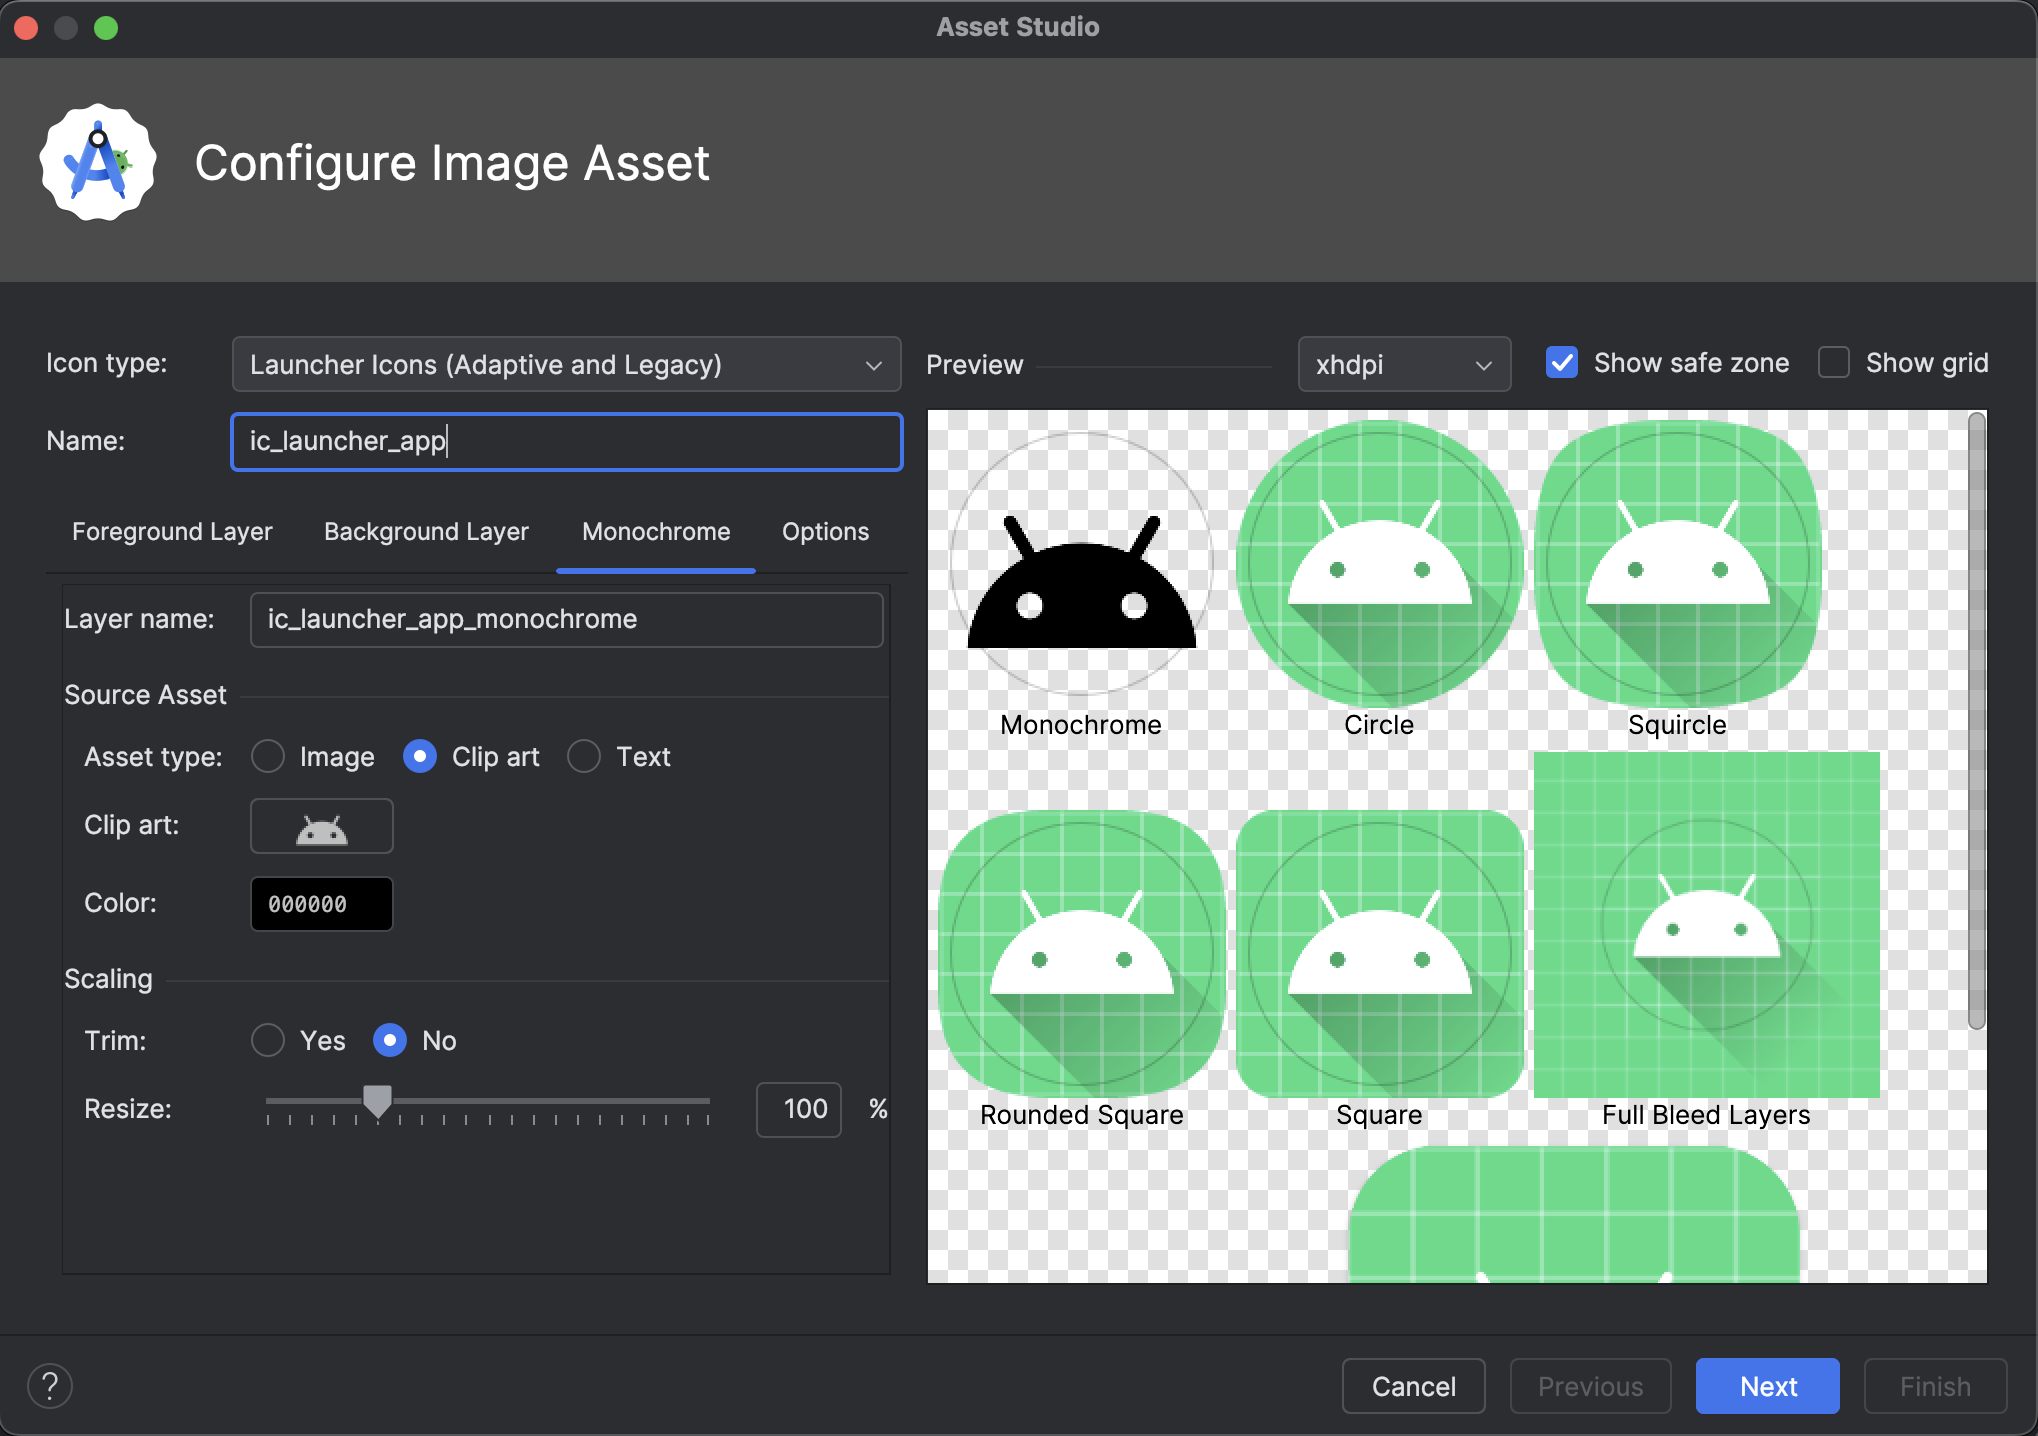 Asset Studio
Configure Image Asset
Icon type:
Launcher Icons (Adaptive and Legacy)
Name:
ic_launcher_app
Foreground Layer
Background Layer
Monochrome
Options
Layer name:
ic_launcher_app_monochrome
Source Asset
Asset type:
Image
Clip art
Text
Clip art:
Color:
000000
Scaling
Trim:
Yes
No
Resize:
100
%
Preview
xhdpi
Show safe zone
Show grid
Monochrome
Circle
Squircle
Rounded Square
Square
Full Bleed Layers
?
Cancel
Previous
Next
Finish